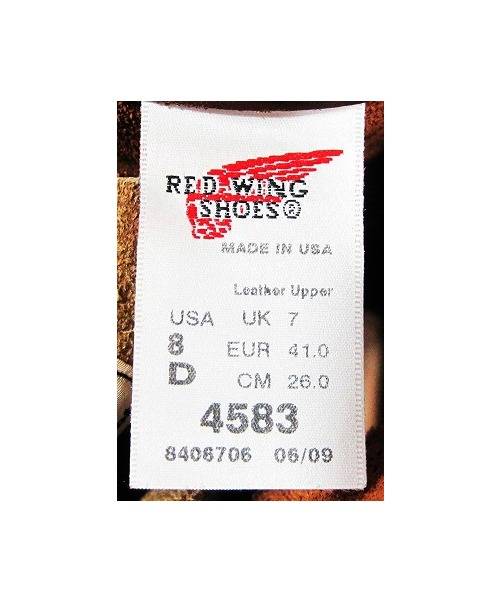 RED WING
SHOES®
MADE IN USA
Leather Upper
USA UK 7
8 EUR 41.0
D CM 26.0
4583
8408706 06/09